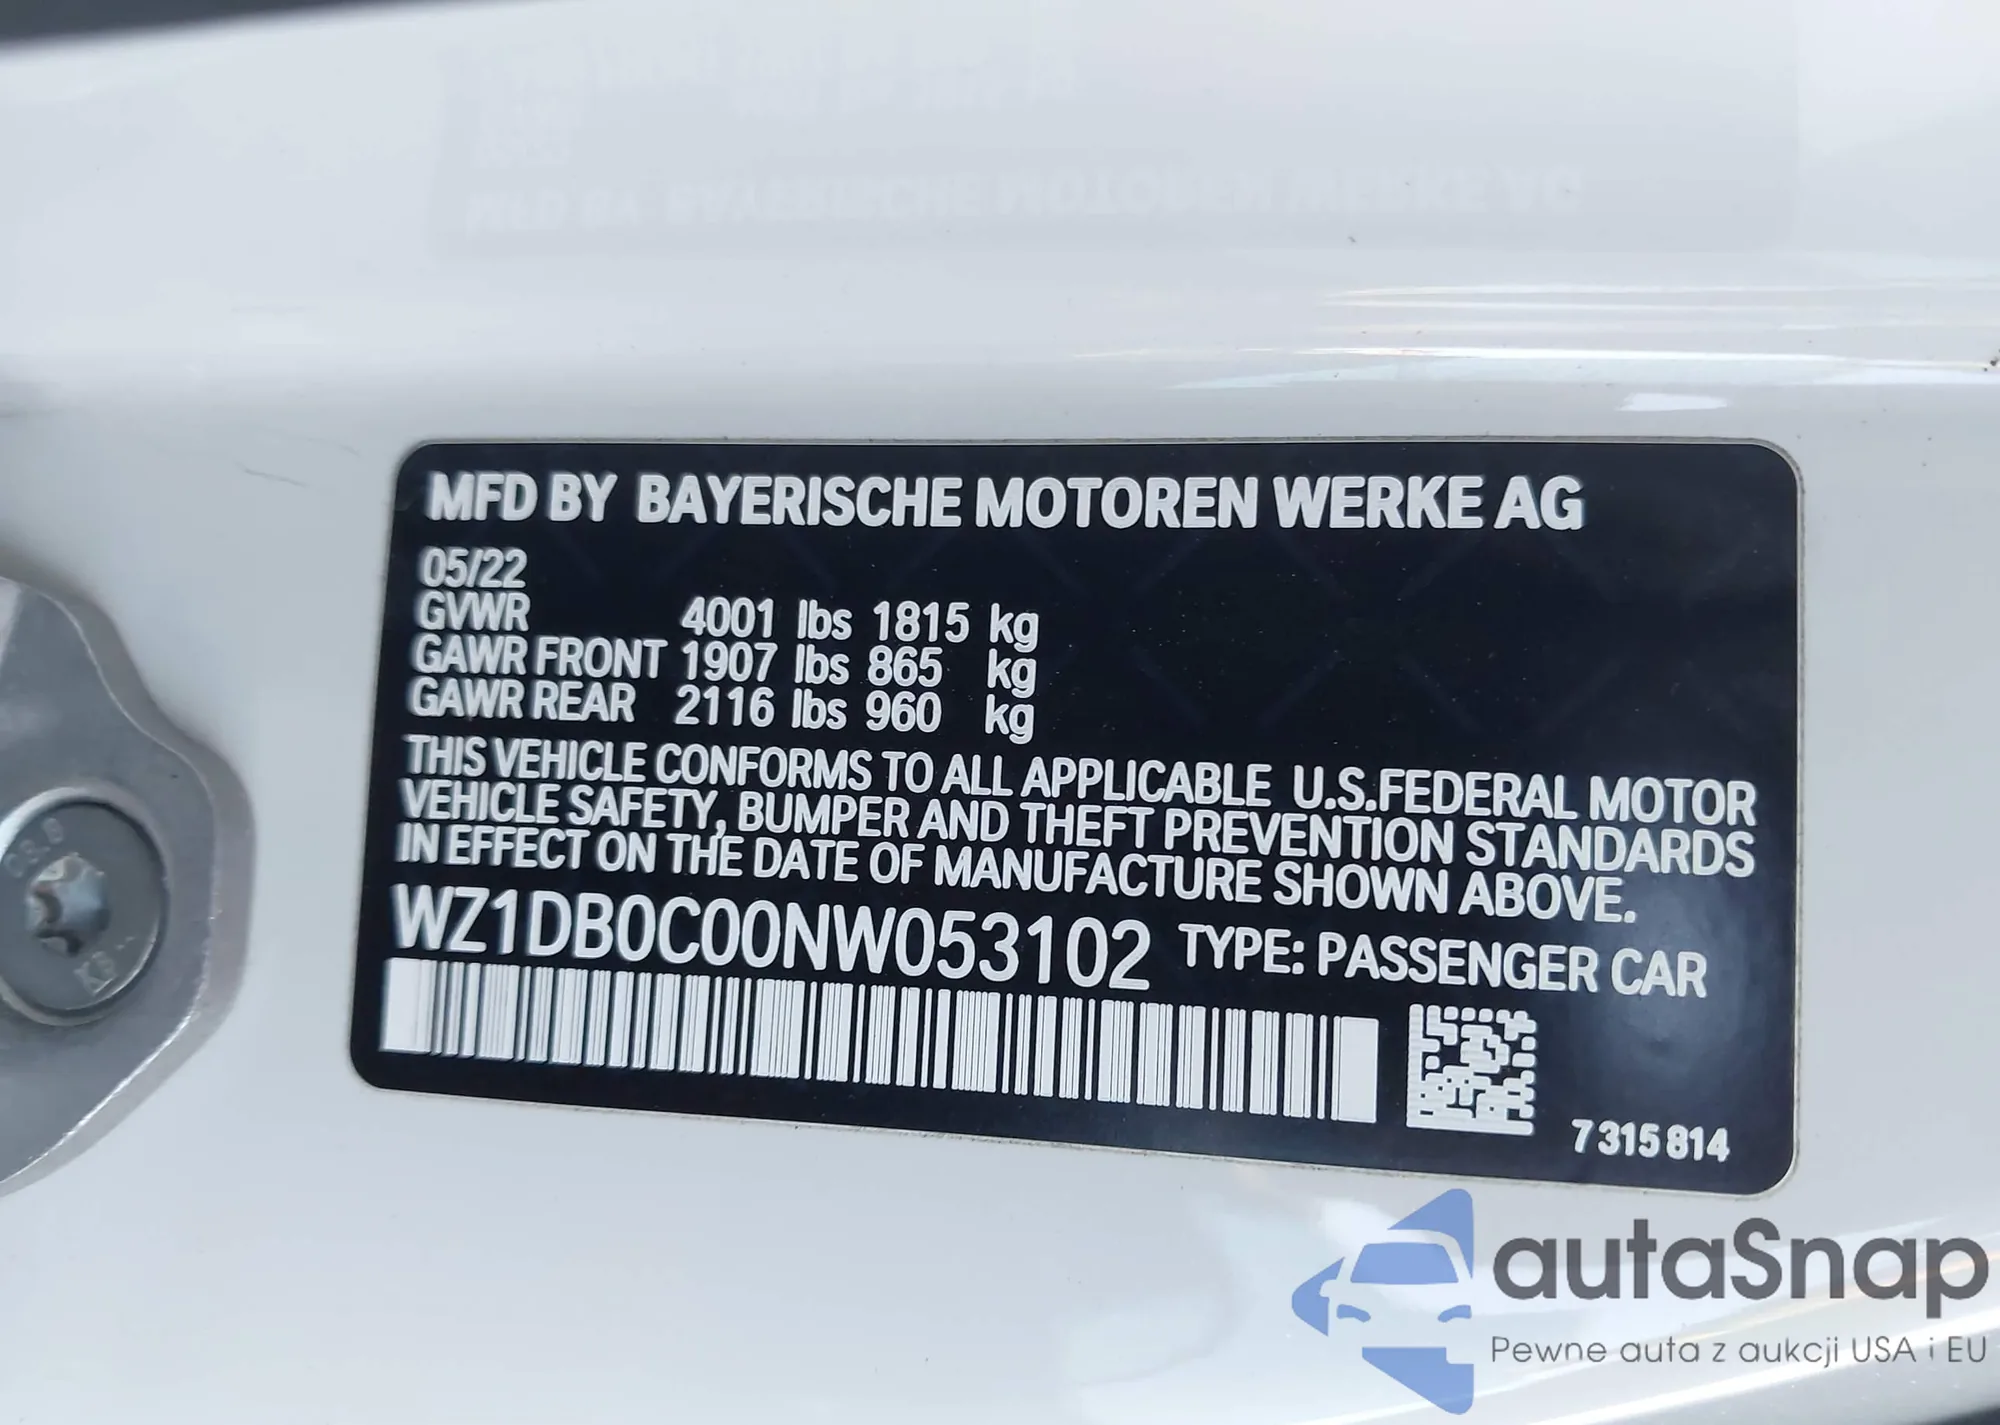 MFD BY BAYERISCHE MOTOREN WERKE AG
05/22
GVWR 4001 lbs 1815 kg
GAWR FRONT 1907 lbs 865 kg
GAWR REAR 2116 lbs 960 kg
THIS VEHICLE CONFORMS TO ALL APPLICABLE U.S.FEDERAL MOTOR
VEHICLE SAFETY, BUMPER AND THEFT PREVENTION STANDARDS
IN EFFECT ON THE DATE OF MANUFACTURE SHOWN ABOVE.
WZ1DB0C00NW053102 TYPE: PASSENGER CAR
7315814
autaSnap
Pewne auta z aukcji USA i EU